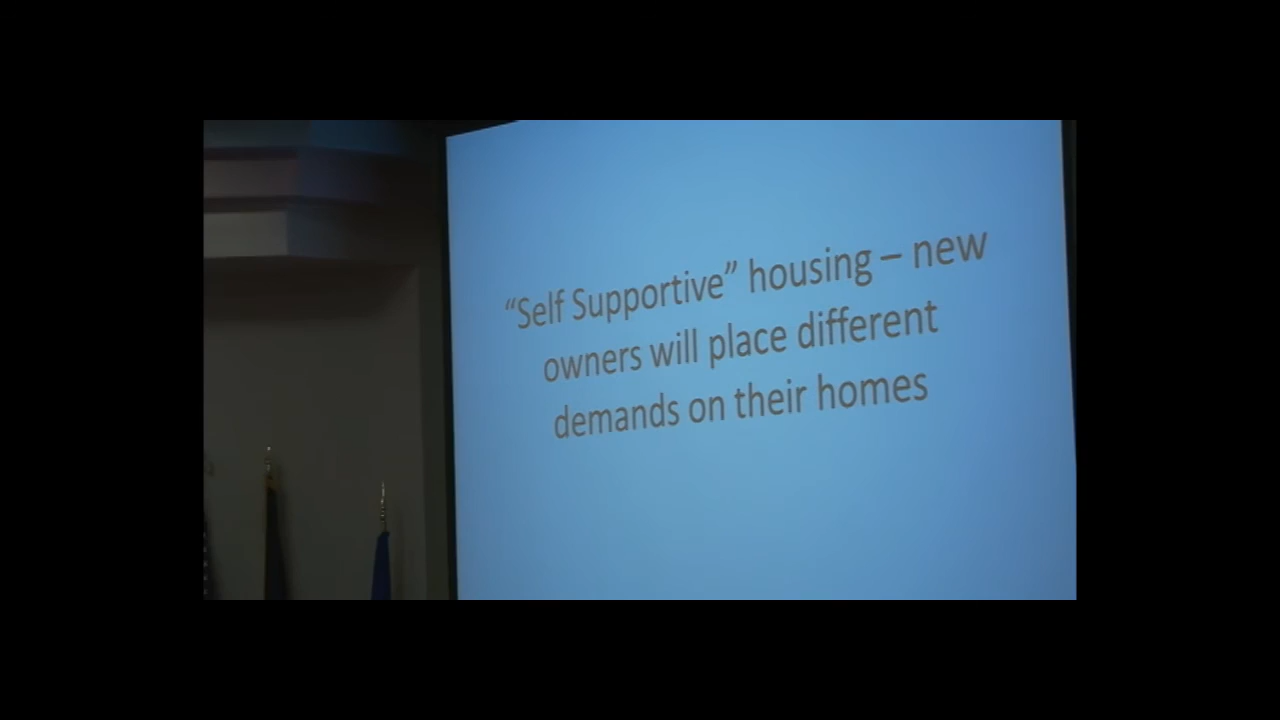 “Self Supportive” housing – new
owners will place different
demands on their homes